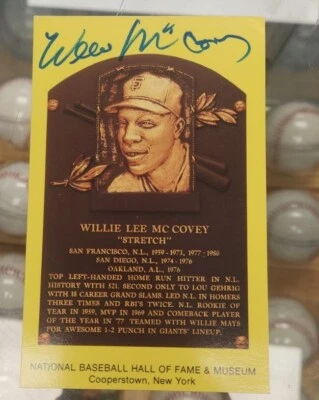 Willie McCovey
WILLIE LEE MC COVEY
"STRETCH"
SAN FRANCISCO, N.L., 1959-1973, 1977-1980
SAN DIEGO, N.L., 1974-1976
OAKLAND, A.L., 1976
TOP LEFT-HANDED HOME RUN HITTER IN N.L.
HISTORY WITH 521. SECOND ONLY TO LOU GEHRIG
WITH 18 CAREER GRAND SLAMS. LED N.L. IN HOMERS
THREE TIMES AND RBI'S TWICE. N.L. ROOKIE OF
YEAR IN 1959, MVP IN 1969 AND COMEBACK PLAYER
OF THE YEAR IN '77. TEAMED WITH WILLIE MAYS
FOR AWESOME 1-2 PUNCH IN GIANTS' LINEUP.
NATIONAL BASEBALL HALL OF FAME & MUSEUM
Cooperstown, New York